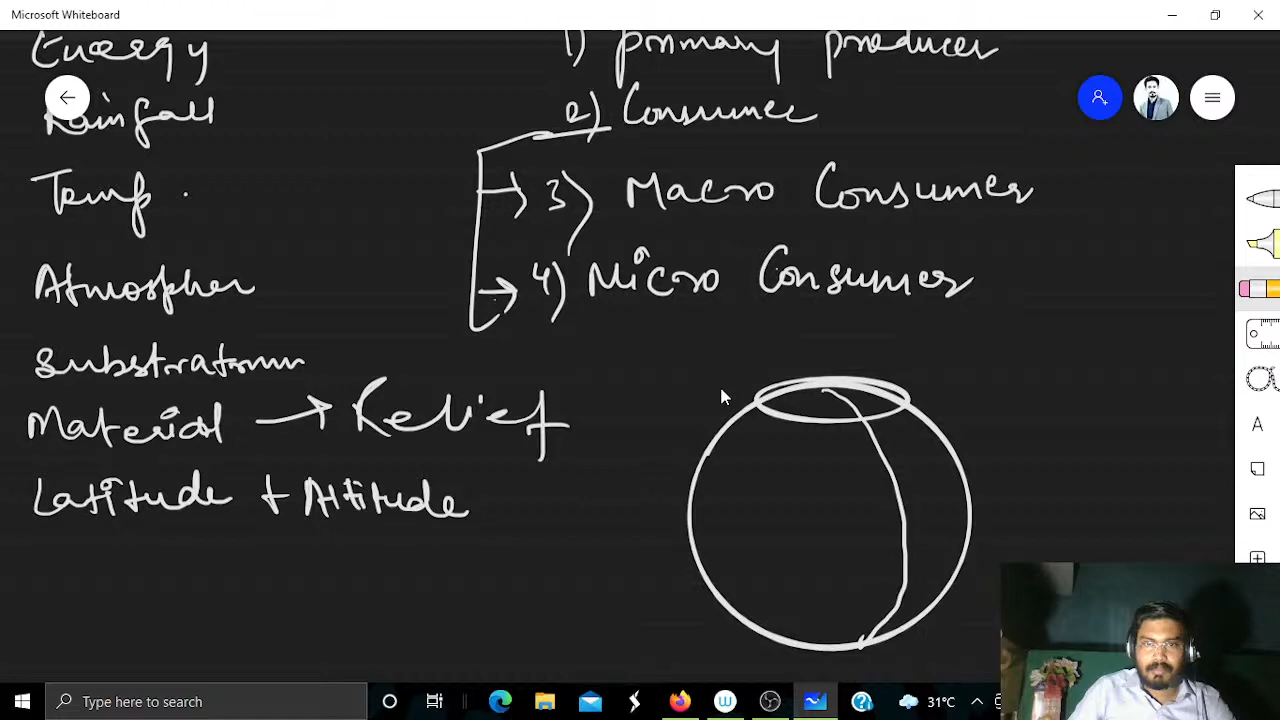 Microsoft Whiteboard
Energy
Rainfall
Temp.
Atmospher
Substratum
Material → Relief
Latitude + Altitude
1) Primary producer
2) Consumer
→ 3) Macro Consumer
→ 4) Micro Consumer
A
Type here to search
31°C